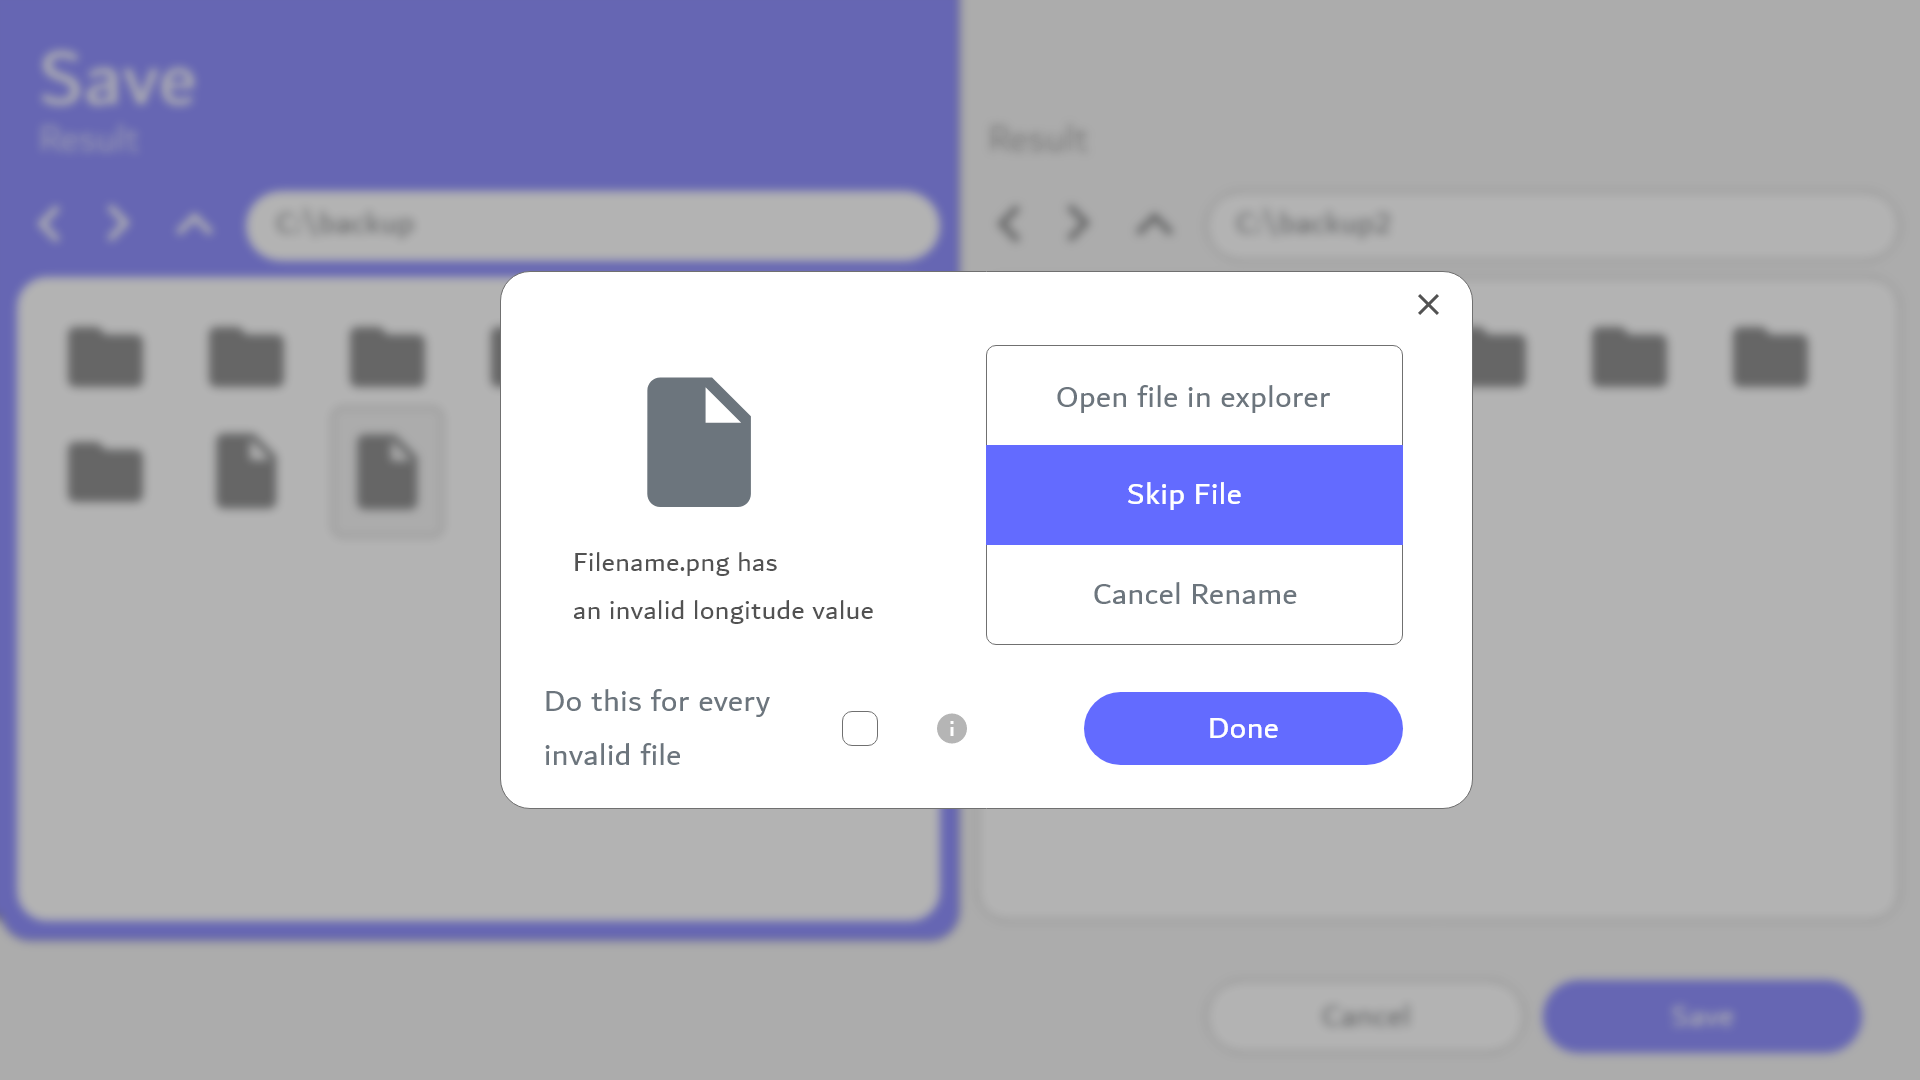 Save
Result
Result
C:\backup
C:\backup2
Open file in explorer
Skip File
Cancel Rename
Filename.png has
an invalid longitude value
Do this for every
invalid file
Done
Cancel
Save